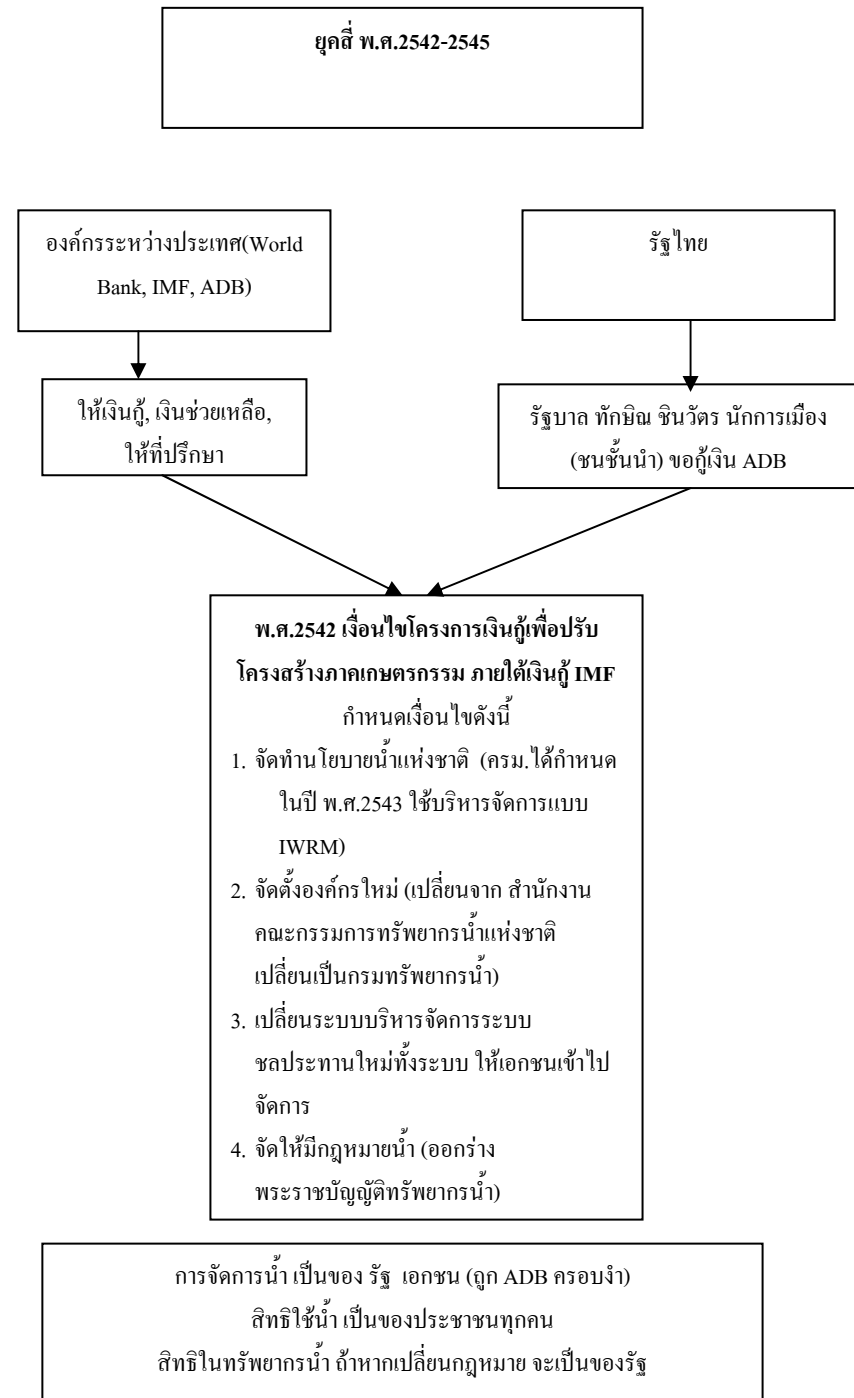 ยุคสี่ พ.ศ.2542-2545
องค์กรระหว่างประเทศ(World
Bank, IMF, ADB)
รัฐไทย
ให้เงินกู้, เงินช่วยเหลือ,
ให้ที่ปรึกษา
รัฐบาล ทักษิณ ชินวัตร นักการเมือง
(ชนชั้นนำ) ขอกู้เงิน ADB
พ.ศ.2542 เงื่อนไขโครงการเงินกู้เพื่อปรับ
โครงสร้างภาคเกษตรกรรม ภายใต้เงินกู้ IMF
กำหนดเงื่อนไขดังนี้
1. จัดทำนโยบายน้ำแห่งชาติ (ครม.ได้กำหนด
ในปี พ.ศ.2543 ใช้บริหารจัดการแบบ
IWRM)
2. จัดตั้งองค์กรใหม่ (เปลี่ยนจาก สำนักงาน
คณะกรรมการทรัพยากรน้ำแห่งชาติ
เปลี่ยนเป็นกรมทรัพยากรน้ำ)
3. เปลี่ยนระบบบริหารจัดการระบบ
ชลประทานใหม่ทั้งระบบ ให้เอกชนเข้าไป
จัดการ
4. จัดให้มีกฎหมายน้ำ (ออกร่าง
พระราชบัญญัติทรัพยากรน้ำ)
การจัดการน้ำ เป็นของ รัฐ เอกชน (ถูก ADB ครอบงำ)
สิทธิใช้น้ำ เป็นของประชาชนทุกคน
สิทธิในทรัพยากรน้ำ ถ้าหากเปลี่ยนกฎหมาย จะเป็นของรัฐ